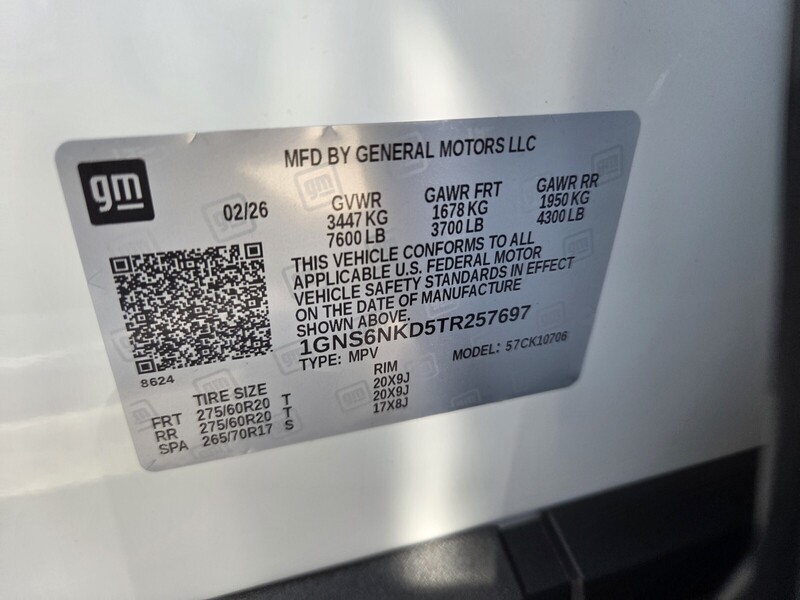 gm
MFD BY GENERAL MOTORS LLC
02/26
GVWR GAWR FRT GAWR RR
3447 KG 1678 KG 1950 KG
7600 LB 3700 LB 4300 LB
THIS VEHICLE CONFORMS TO ALL
APPLICABLE U.S. FEDERAL MOTOR
VEHICLE SAFETY STANDARDS IN EFFECT
ON THE DATE OF MANUFACTURE
SHOWN ABOVE.
1GNS6NKD5TR257697
TYPE: MPV MODEL: 57CK10706
8624
TIRE SIZE RIM
FRT 275/60R20 T 20X9J
RR 275/60R20 T 20X9J
SPA 265/70R17 S 17X8J